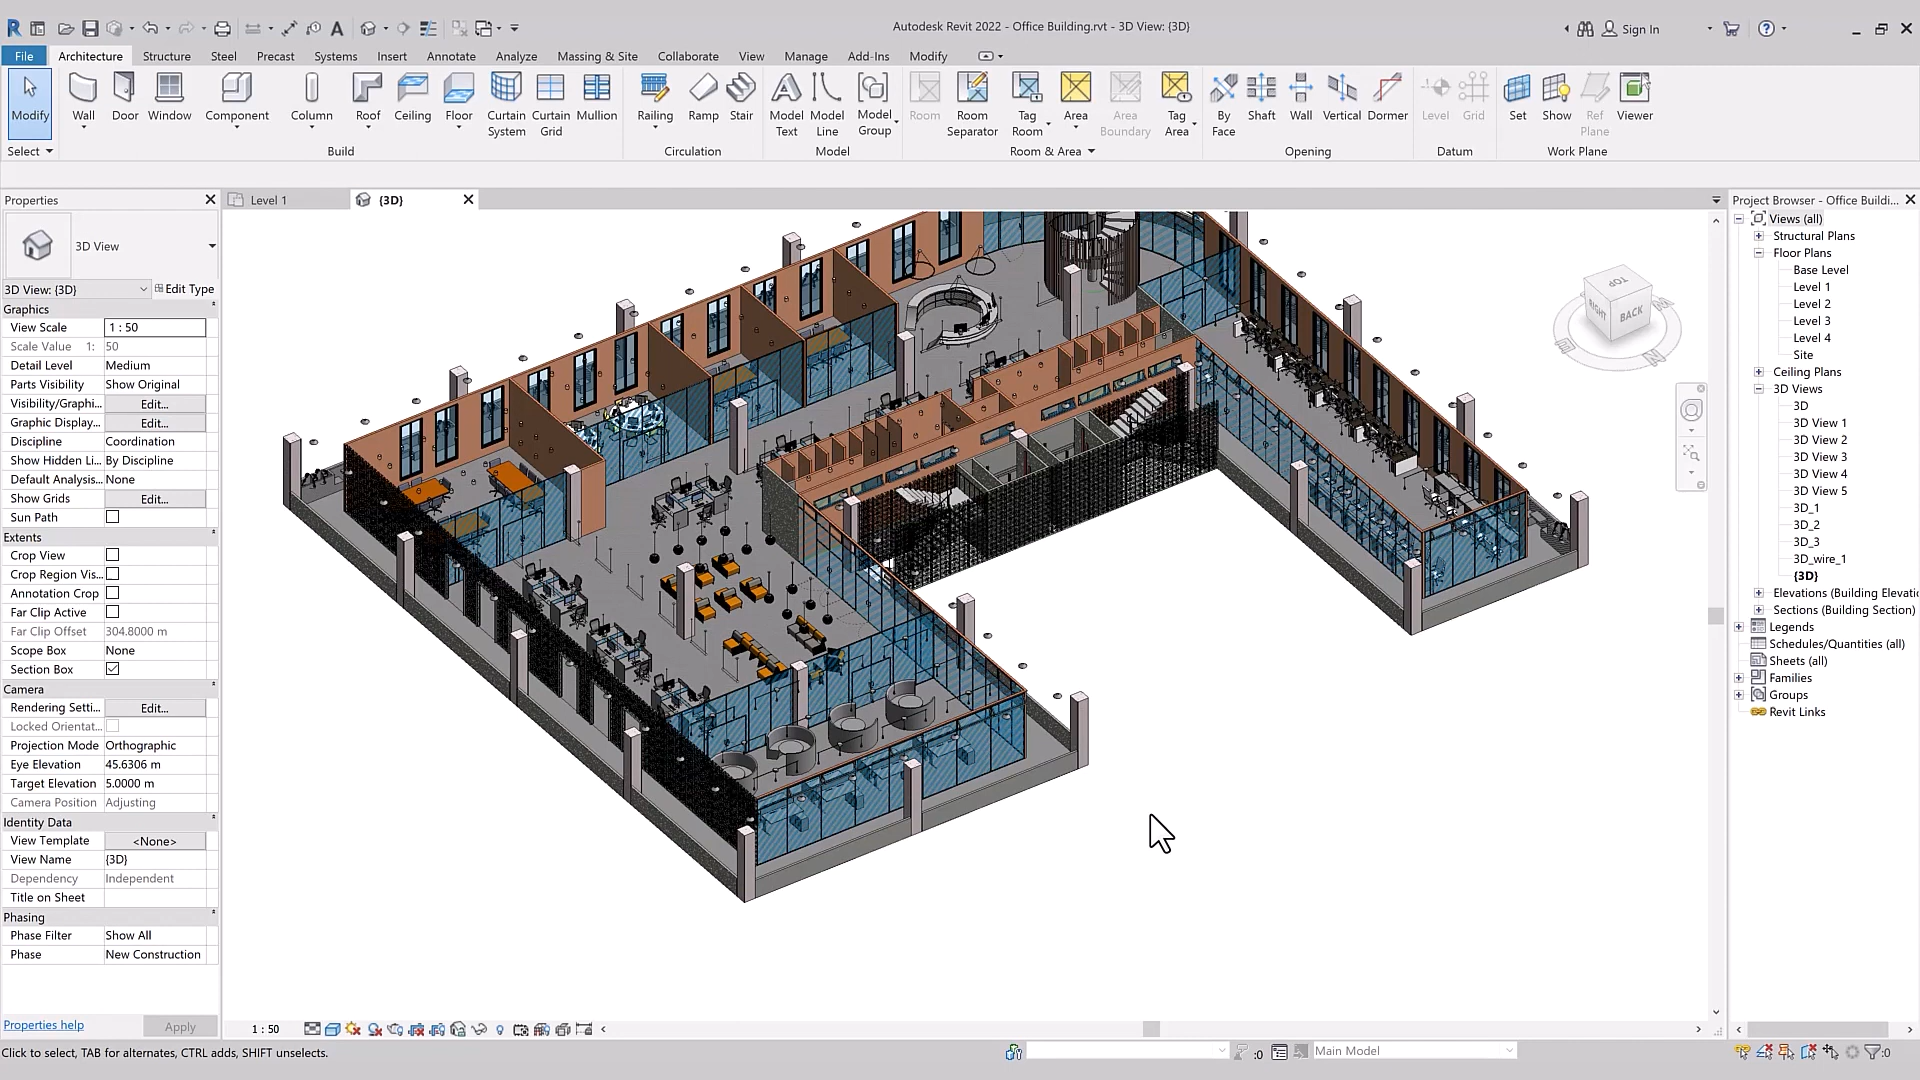 Autodesk Revit 2022 - Office Building.rvt - 3D View: {3D}
Sign In
File Architecture Structure Steel Precast Systems Insert Annotate Analyze Massing & Site Collaborate View Manage Add-Ins Modify
Modify Wall Door Window Component Column Roof Ceiling Floor Curtain System Curtain Grid Mullion Railing Ramp Stair Model Text Model Line Model Group Room Room Separator Tag Room Area Area Boundary Tag Area By Face Shaft Wall Vertical Dormer Level Grid Set Show Ref Plane Viewer
Select Build Circulation Model Room & Area Opening Datum Work Plane
Properties
Level 1
{3D}
3D View
3D View: {3D}
Edit Type
Graphics
View Scale 1 : 50
Scale Value 1: 50
Detail Level Medium
Parts Visibility Show Original
Visibility/Graphi... Edit...
Graphic Display... Edit...
Discipline Coordination
Show Hidden Li... By Discipline
Default Analysis... None
Show Grids Edit...
Sun Path
Extents
Crop View
Crop Region Vis...
Annotation Crop
Far Clip Active
Far Clip Offset 304.8000 m
Scope Box None
Section Box
Camera
Rendering Setti... Edit...
Locked Orientat...
Projection Mode Orthographic
Eye Elevation 45.6306 m
Target Elevation 5.0000 m
Camera Position Adjusting
Identity Data
View Template <None>
View Name {3D}
Dependency Independent
Title on Sheet
Phasing
Phase Filter Show All
Phase New Construction
Properties help
Apply
TOP
RIGHT
BACK
Project Browser - Office Buildi...
Views (all)
Structural Plans
Floor Plans
Base Level
Level 1
Level 2
Level 3
Level 4
Site
Ceiling Plans
3D Views
3D
3D View 1
3D View 2
3D View 3
3D View 4
3D View 5
3D_1
3D_2
3D_3
3D_wire_1
{3D}
Elevations (Building Elevatio
Sections (Building Section)
Legends
Schedules/Quantities (all)
Sheets (all)
Families
Groups
Revit Links
1 : 50
Click to select, TAB for alternates, CTRL adds, SHIFT unselects.
:0
Main Model
:0